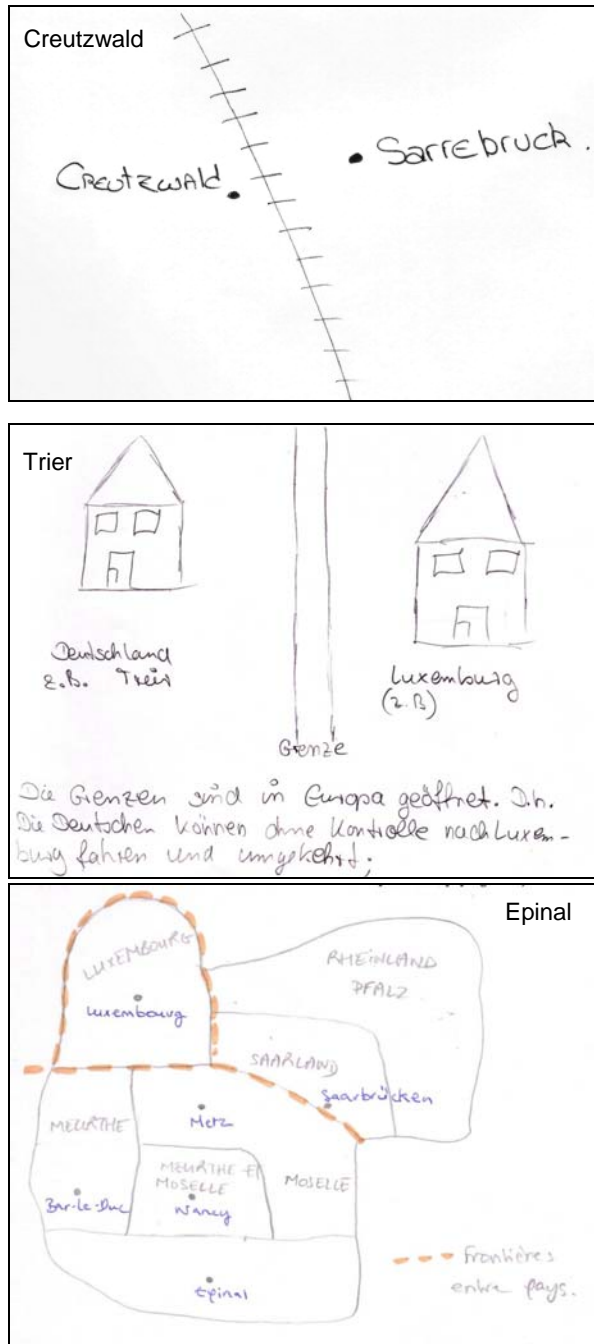 Creutzwald
Sarrebruck.
Creutzwald
Trier
Deutschland
z.B. Treir
Luxemburg
(z.B)
Grenze
Die Grenzen sind in Europa geöffnet. D.h.
Die Deutschen können ohne Kontrolle nach Luxem-
burg fahren und umgekehrt;
Epinal
LUXEMBOURG
Luxembourg
RHEINLAND
PFALZ
SAARLAND
Saarbrücken
MEURTHE
Metz
MEURTHE ET
MOSELLE
MOSELLE
Bar-le-Duc
Nancy
Epinal
Frontières
entre pays.